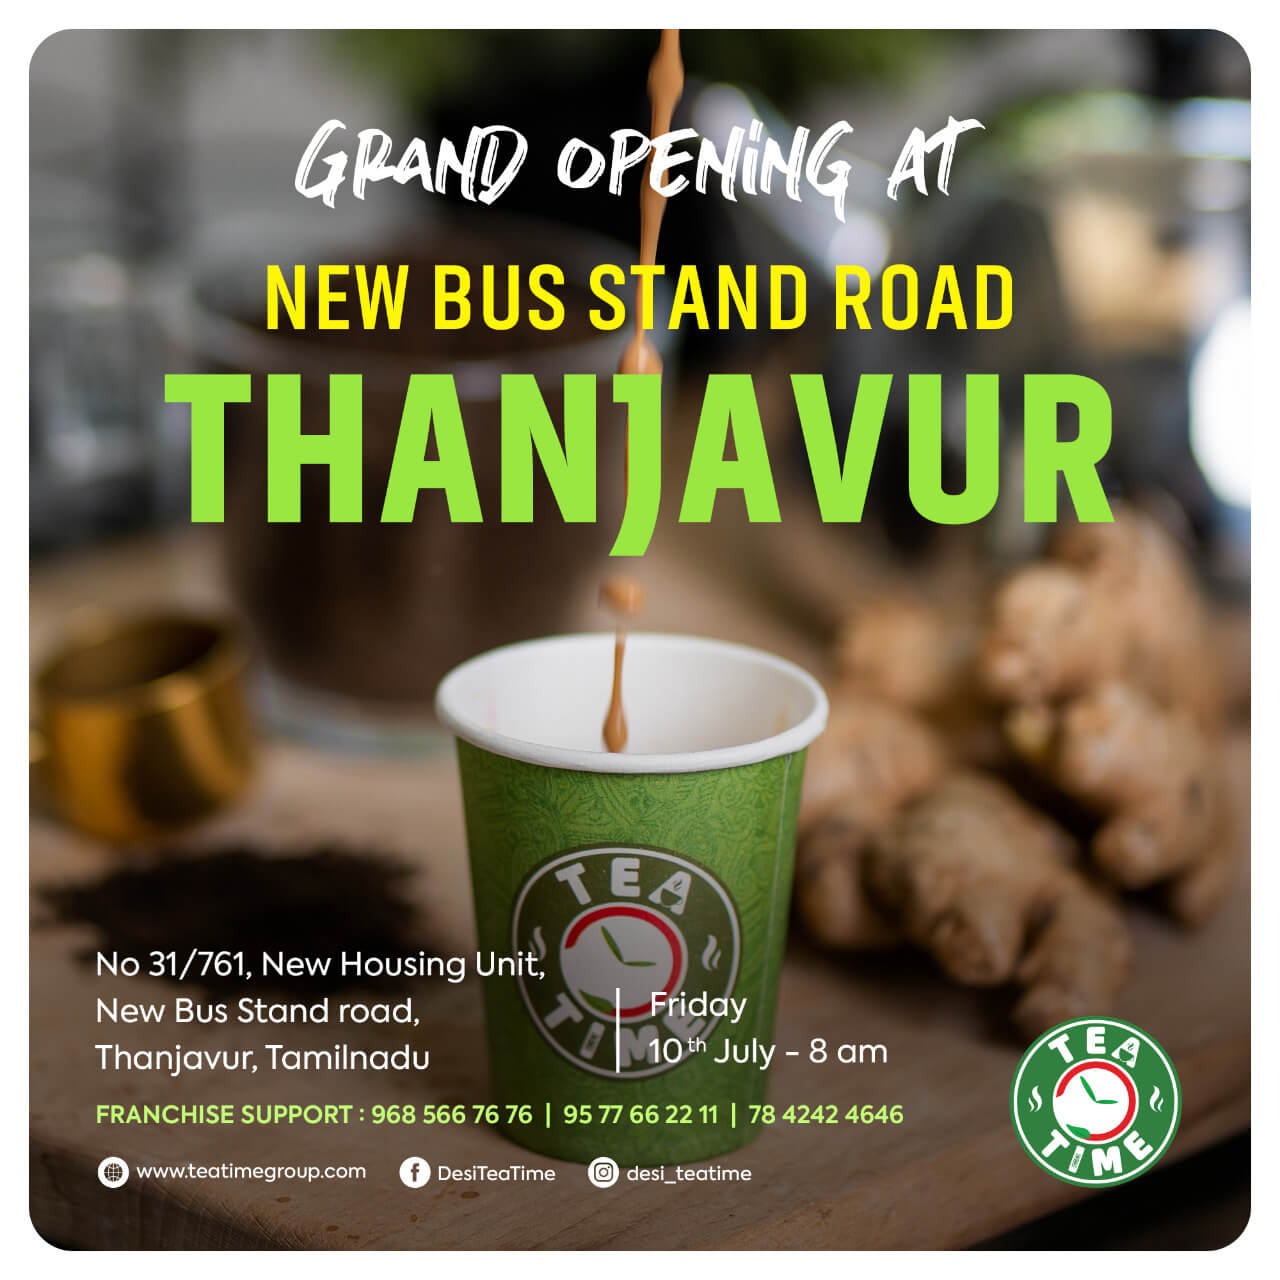 GRAND OPENING AT
NEW BUS STAND ROAD
THANJAVUR
TEA
TIME
No 31/761, New Housing Unit,
New Bus Stand road,
Thanjavur, Tamilnadu
Friday
10th July - 8 am
FRANCHISE SUPPORT : 968 566 76 76 | 95 77 66 22 11 | 78 4242 4646
www.teatimegroup.com
DesiTeaTime
desi_teatime
TEA
TIME